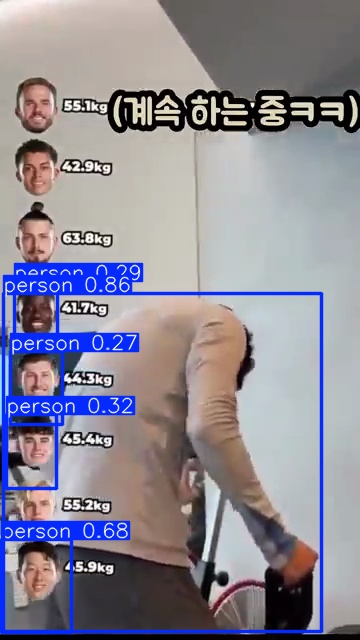 55.1kg (계속 하는 중ㅋㅋ)
42.9kg
63.8kg
person 0.29
person 0.86
41.7kg
person 0.27
44.3kg
person 0.32
45.4kg
55.2kg
person 0.68
45.9kg